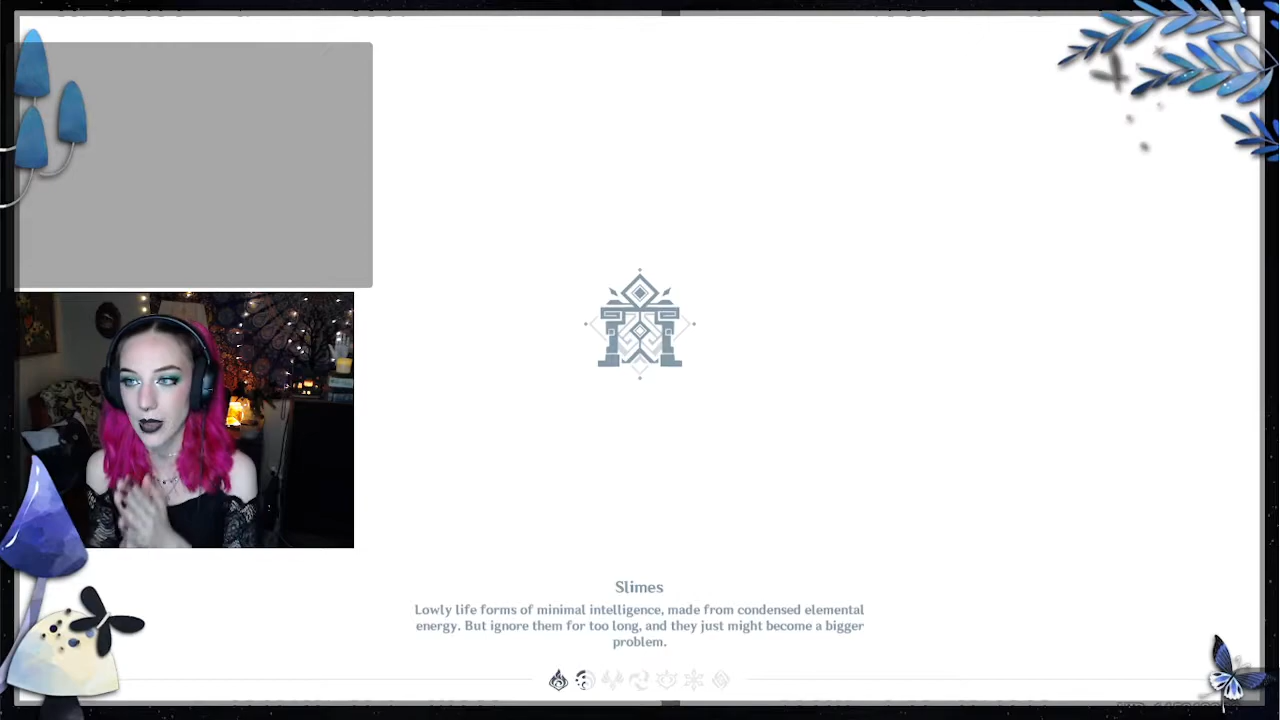 Slimes
Lowly life forms of minimal intelligence, made from condensed elemental
energy. But ignore them for too long, and they just might become a bigger
problem.